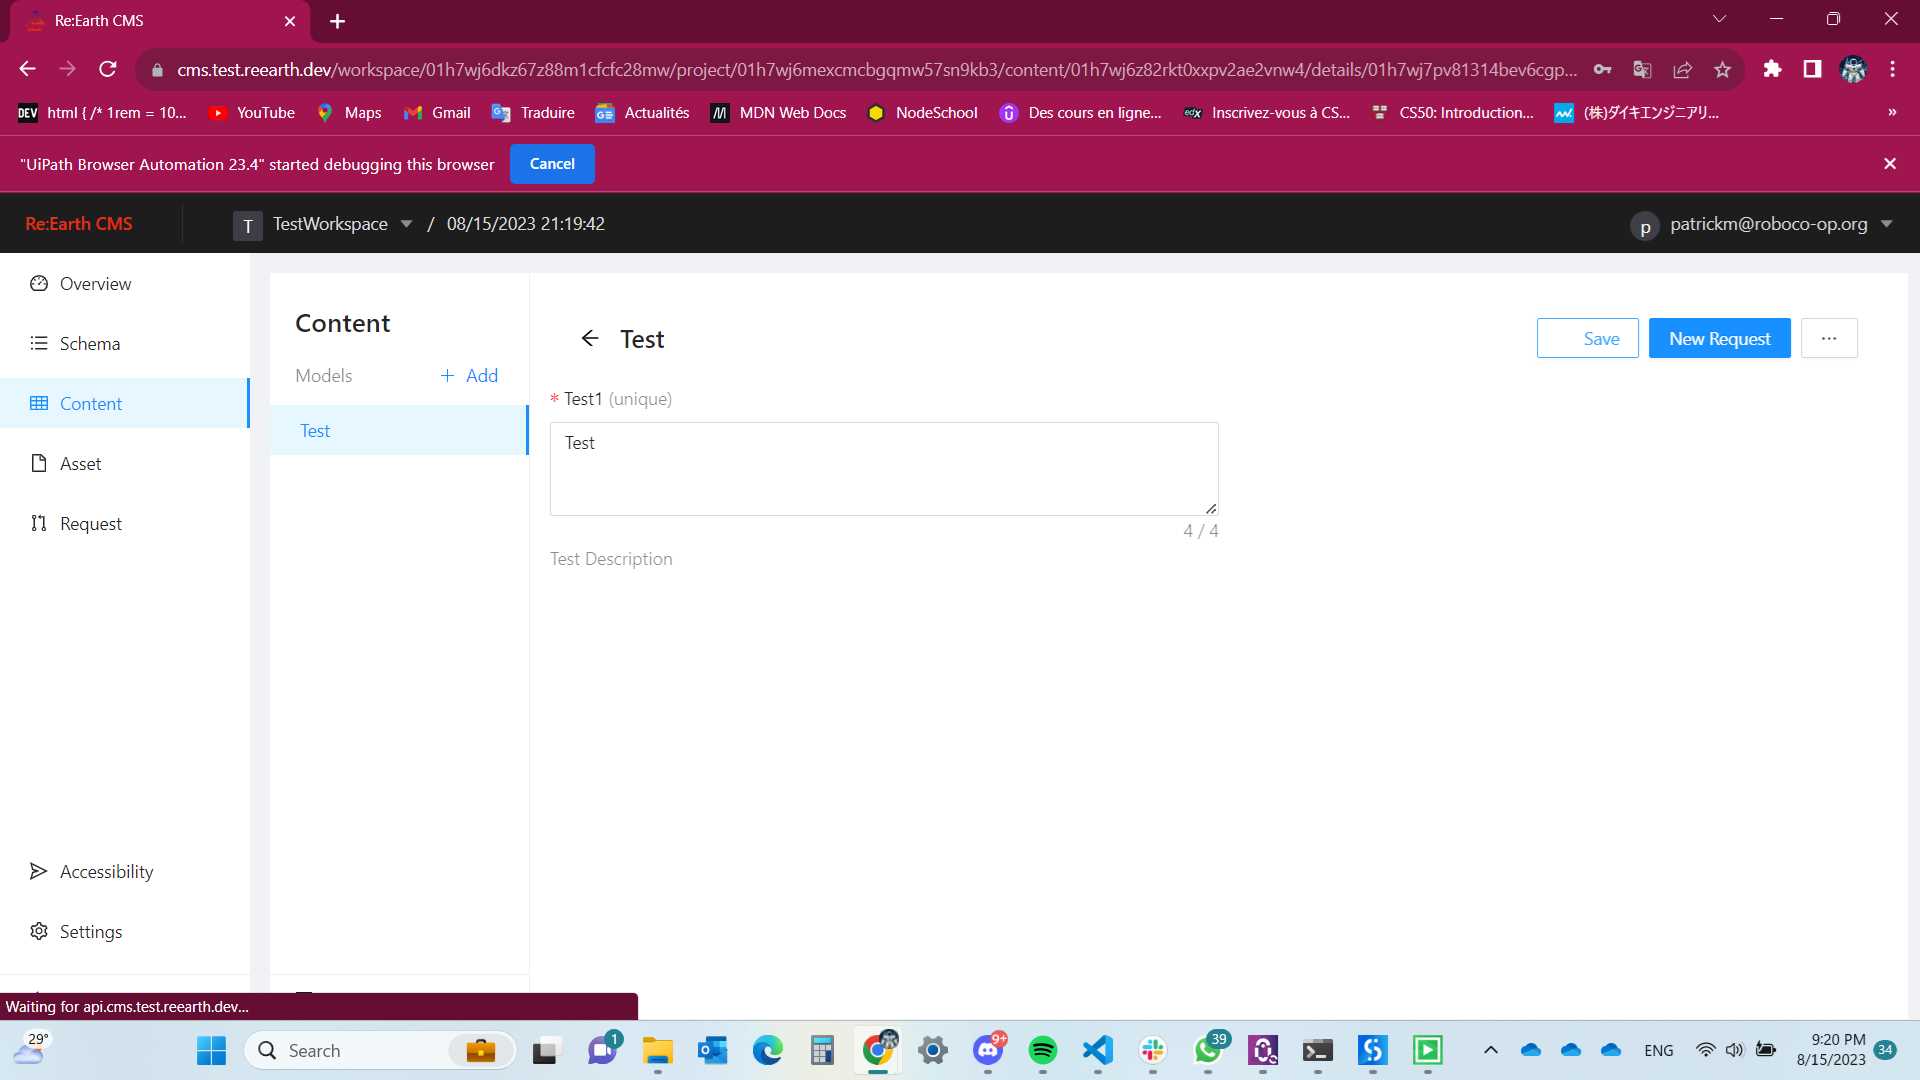 Re:Earth CMS
cms.test.reearth.dev/workspace/01h7wj6dkz67z88m1cfcfc28mw/project/01h7wj6mexcmcbgqmw57sn9kb3/content/01h7wj6z82rkt0xxpv2ae2vnw4/details/01h7wj7pv81314bev6cgp...
DEV html { /* 1rem = 10... YouTube Maps Gmail Traduire Actualités MDN Web Docs NodeSchool Des cours en ligne... edX Inscrivez-vous à CS... CS50: Introduction... (株)ダイキエンジニアリ... »
"UiPath Browser Automation 23.4" started debugging this browser Cancel
Re:Earth CMS T TestWorkspace / 08/15/2023 21:19:42 p patrickm@roboco-op.org
Overview
Schema
Content
Asset
Request
Accessibility
Settings
Content
Models + Add
Test
Test
Save New Request ...
* Test1 (unique)
Test
4 / 4
Test Description
Waiting for api.cms.test.reearth.dev...
29° Search 1 9+ 39 ENG 9:20 PM 34
8/15/2023